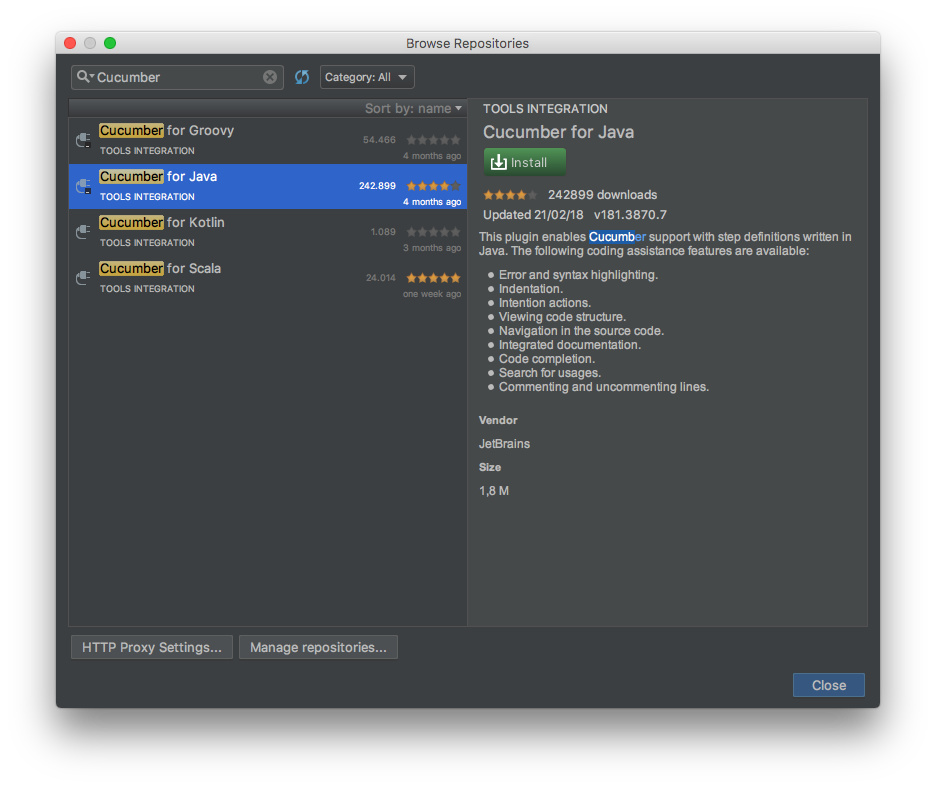 Browse Repositories
Cucumber
Category: All
Sort by: name
Cucumber for Groovy
54.466
TOOLS INTEGRATION
4 months ago
Cucumber for Java
242.899
TOOLS INTEGRATION
4 months ago
Cucumber for Kotlin
1.089
TOOLS INTEGRATION
3 months ago
Cucumber for Scala
24.014
TOOLS INTEGRATION
one week ago
TOOLS INTEGRATION
Cucumber for Java
Install
242899 downloads
Updated 21/02/18 v181.3870.7
This plugin enables Cucumber support with step definitions written in
Java. The following coding assistance features are available:
Error and syntax highlighting.
Indentation.
Intention actions.
Viewing code structure.
Navigation in the source code.
Integrated documentation.
Code completion.
Search for usages.
Commenting and uncommenting lines.
Vendor
JetBrains
Size
1,8 M
HTTP Proxy Settings...
Manage repositories...
Close